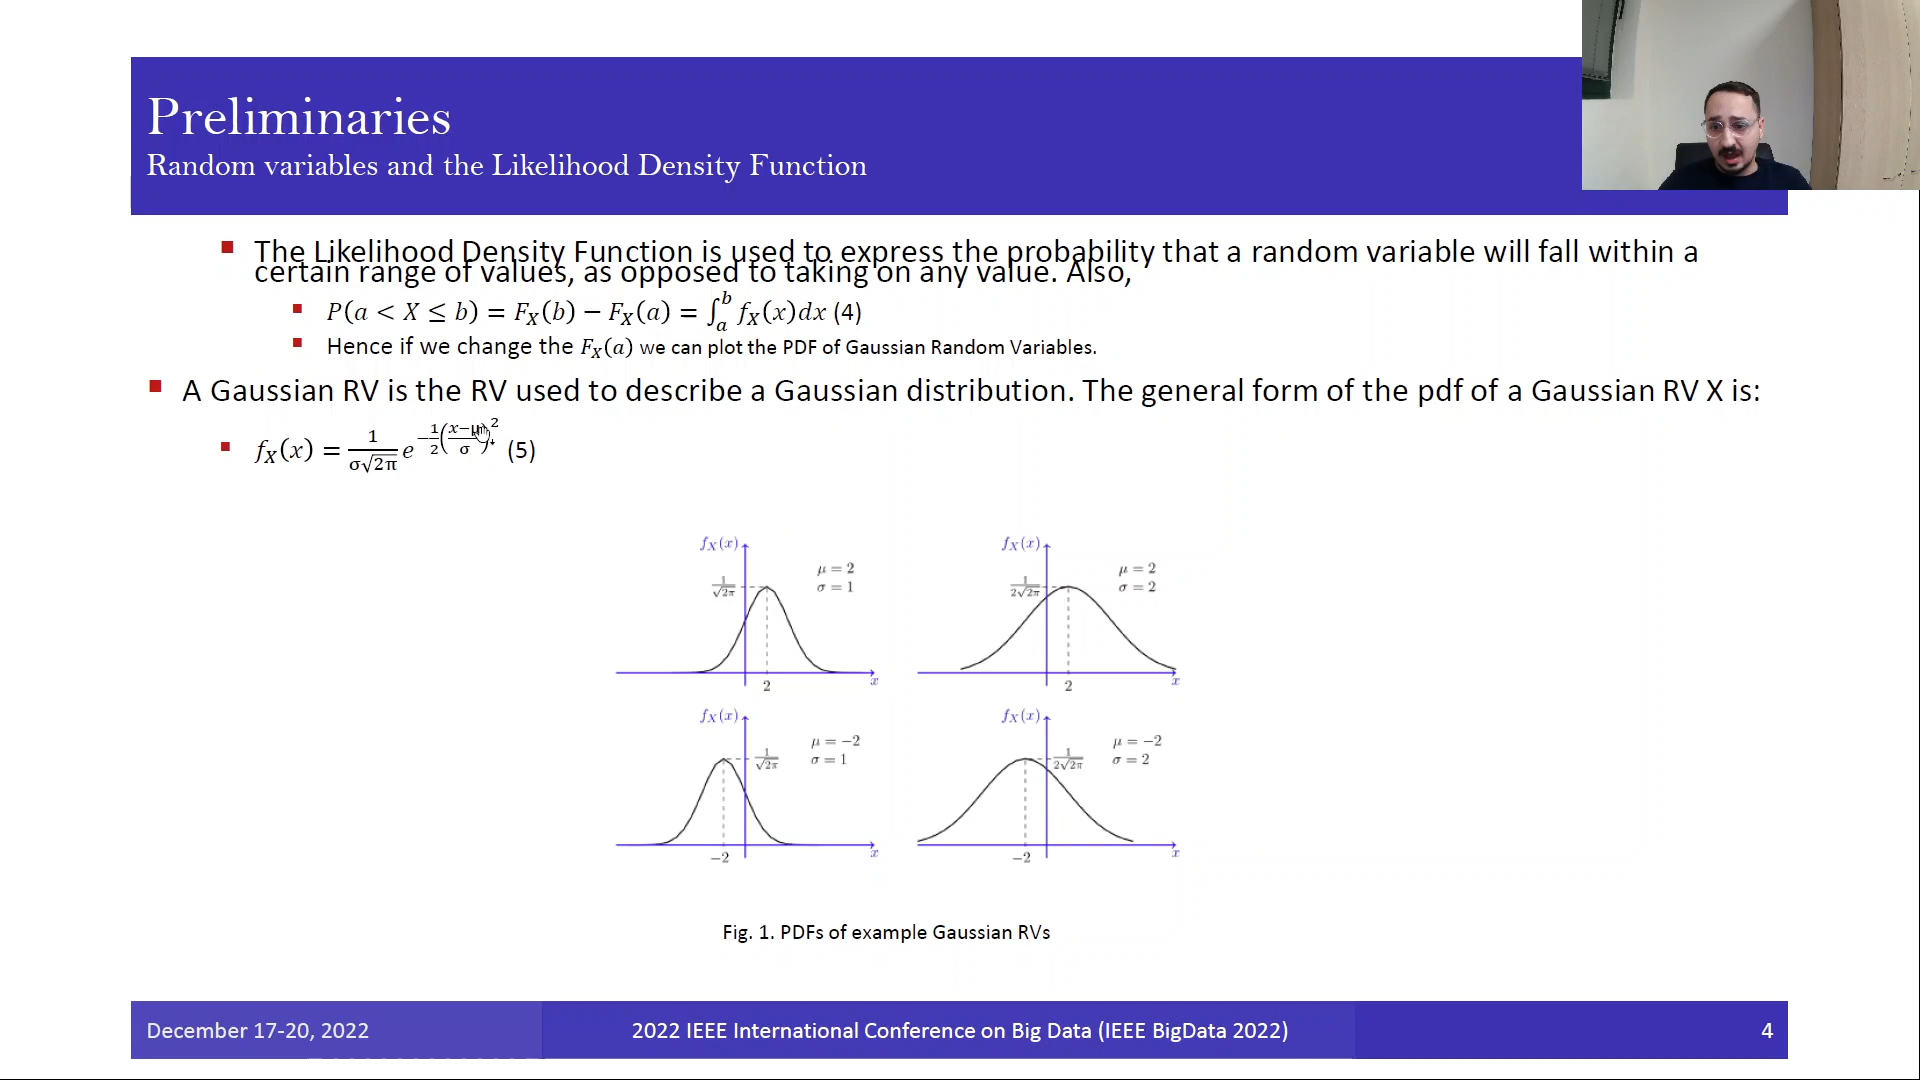 Preliminaries
Random variables and the Likelihood Density Function
▪ The Likelihood Density Function is used to express the probability that a random variable will fall within a
certain range of values, as opposed to taking on any value. Also,
▪ P(a < X ≤ b) = F_X(b) − F_X(a) = ∫_a^b f_X(x)dx (4)
▪ Hence if we change the F_X(a) we can plot the PDF of Gaussian Random Variables.
▪ A Gaussian RV is the RV used to describe a Gaussian distribution. The general form of the pdf of a Gaussian RV X is:
▪ f_X(x) = 1/(σ√2π) e^(−1/2((x−μ)/σ)^2) (5)
f_X(x)
1/√2π
μ = 2
σ = 1
2
x
f_X(x)
1/2√2π
μ = 2
σ = 2
2
x
f_X(x)
1/√2π
μ = −2
σ = 1
−2
x
f_X(x)
1/2√2π
μ = −2
σ = 2
−2
x
Fig. 1. PDFs of example Gaussian RVs
December 17-20, 2022
2022 IEEE International Conference on Big Data (IEEE BigData 2022)
4